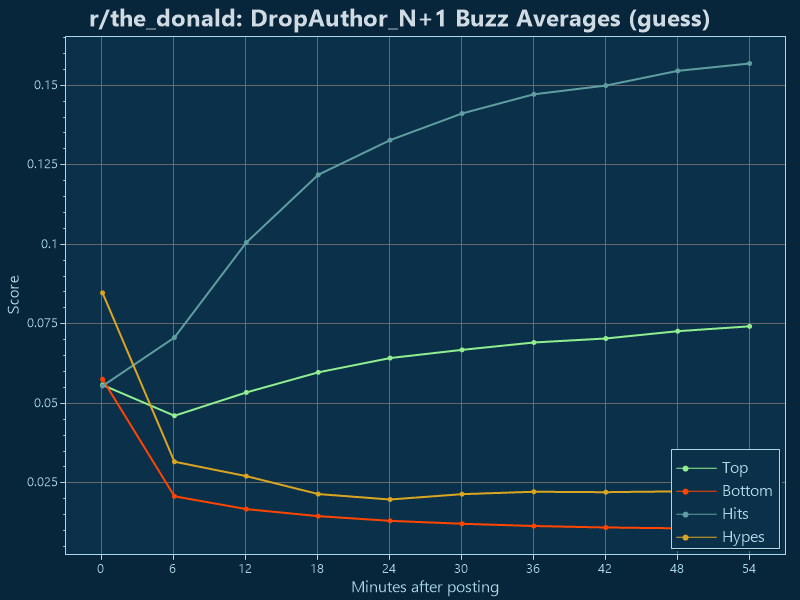 r/the_donald: DropAuthor_N+1 Buzz Averages (guess)
Score
0.15
0.125
0.1
0.075
0.05
0.025
Top
Bottom
Hits
Hypes
0 6 12 18 24 30 36 42 48 54
Minutes after posting